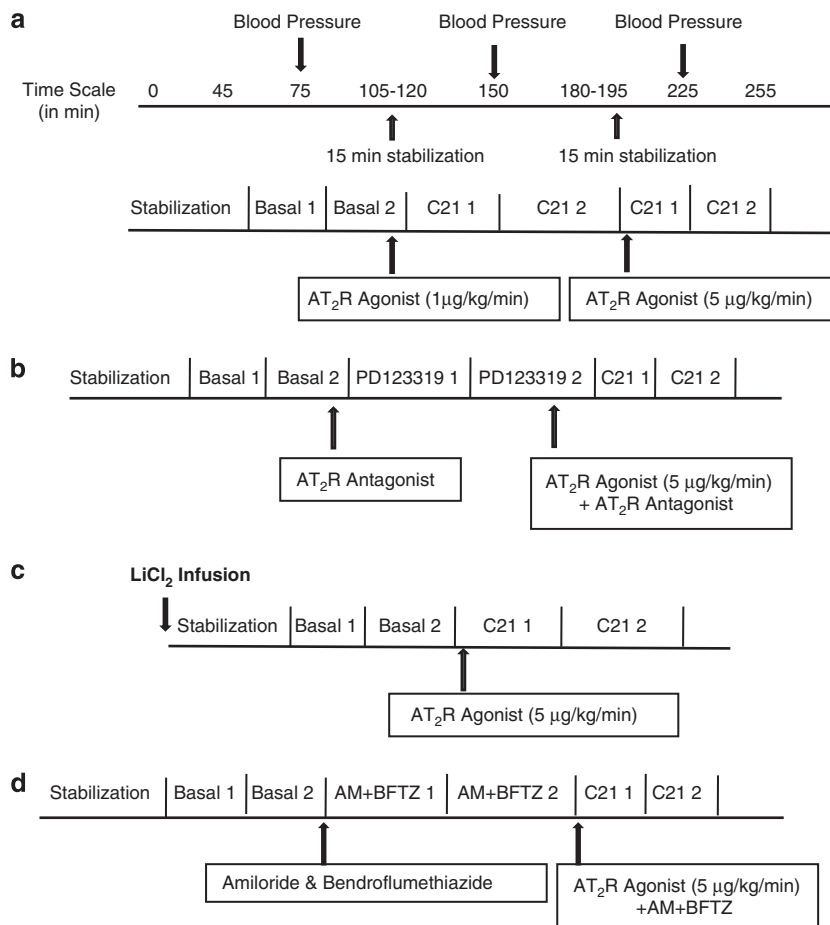 a
Blood Pressure Blood Pressure Blood Pressure
Time Scale (in min) 0 45 75 105-120 150 180-195 225 255
15 min stabilization 15 min stabilization
Stabilization Basal 1 Basal 2 C21 1 C21 2 C21 1 C21 2
AT₂R Agonist (1μg/kg/min) AT₂R Agonist (5 μg/kg/min)
b
Stabilization Basal 1 Basal 2 PD123319 1 PD123319 2 C21 1 C21 2
AT₂R Antagonist
AT₂R Agonist (5 μg/kg/min)
+ AT₂R Antagonist
c
LiCl₂ Infusion
Stabilization Basal 1 Basal 2 C21 1 C21 2
AT₂R Agonist (5 μg/kg/min)
d
Stabilization Basal 1 Basal 2 AM+BFTZ 1 AM+BFTZ 2 C21 1 C21 2
Amiloride & Bendroflumethiazide
AT₂R Agonist (5 μg/kg/min)
+AM+BFTZ